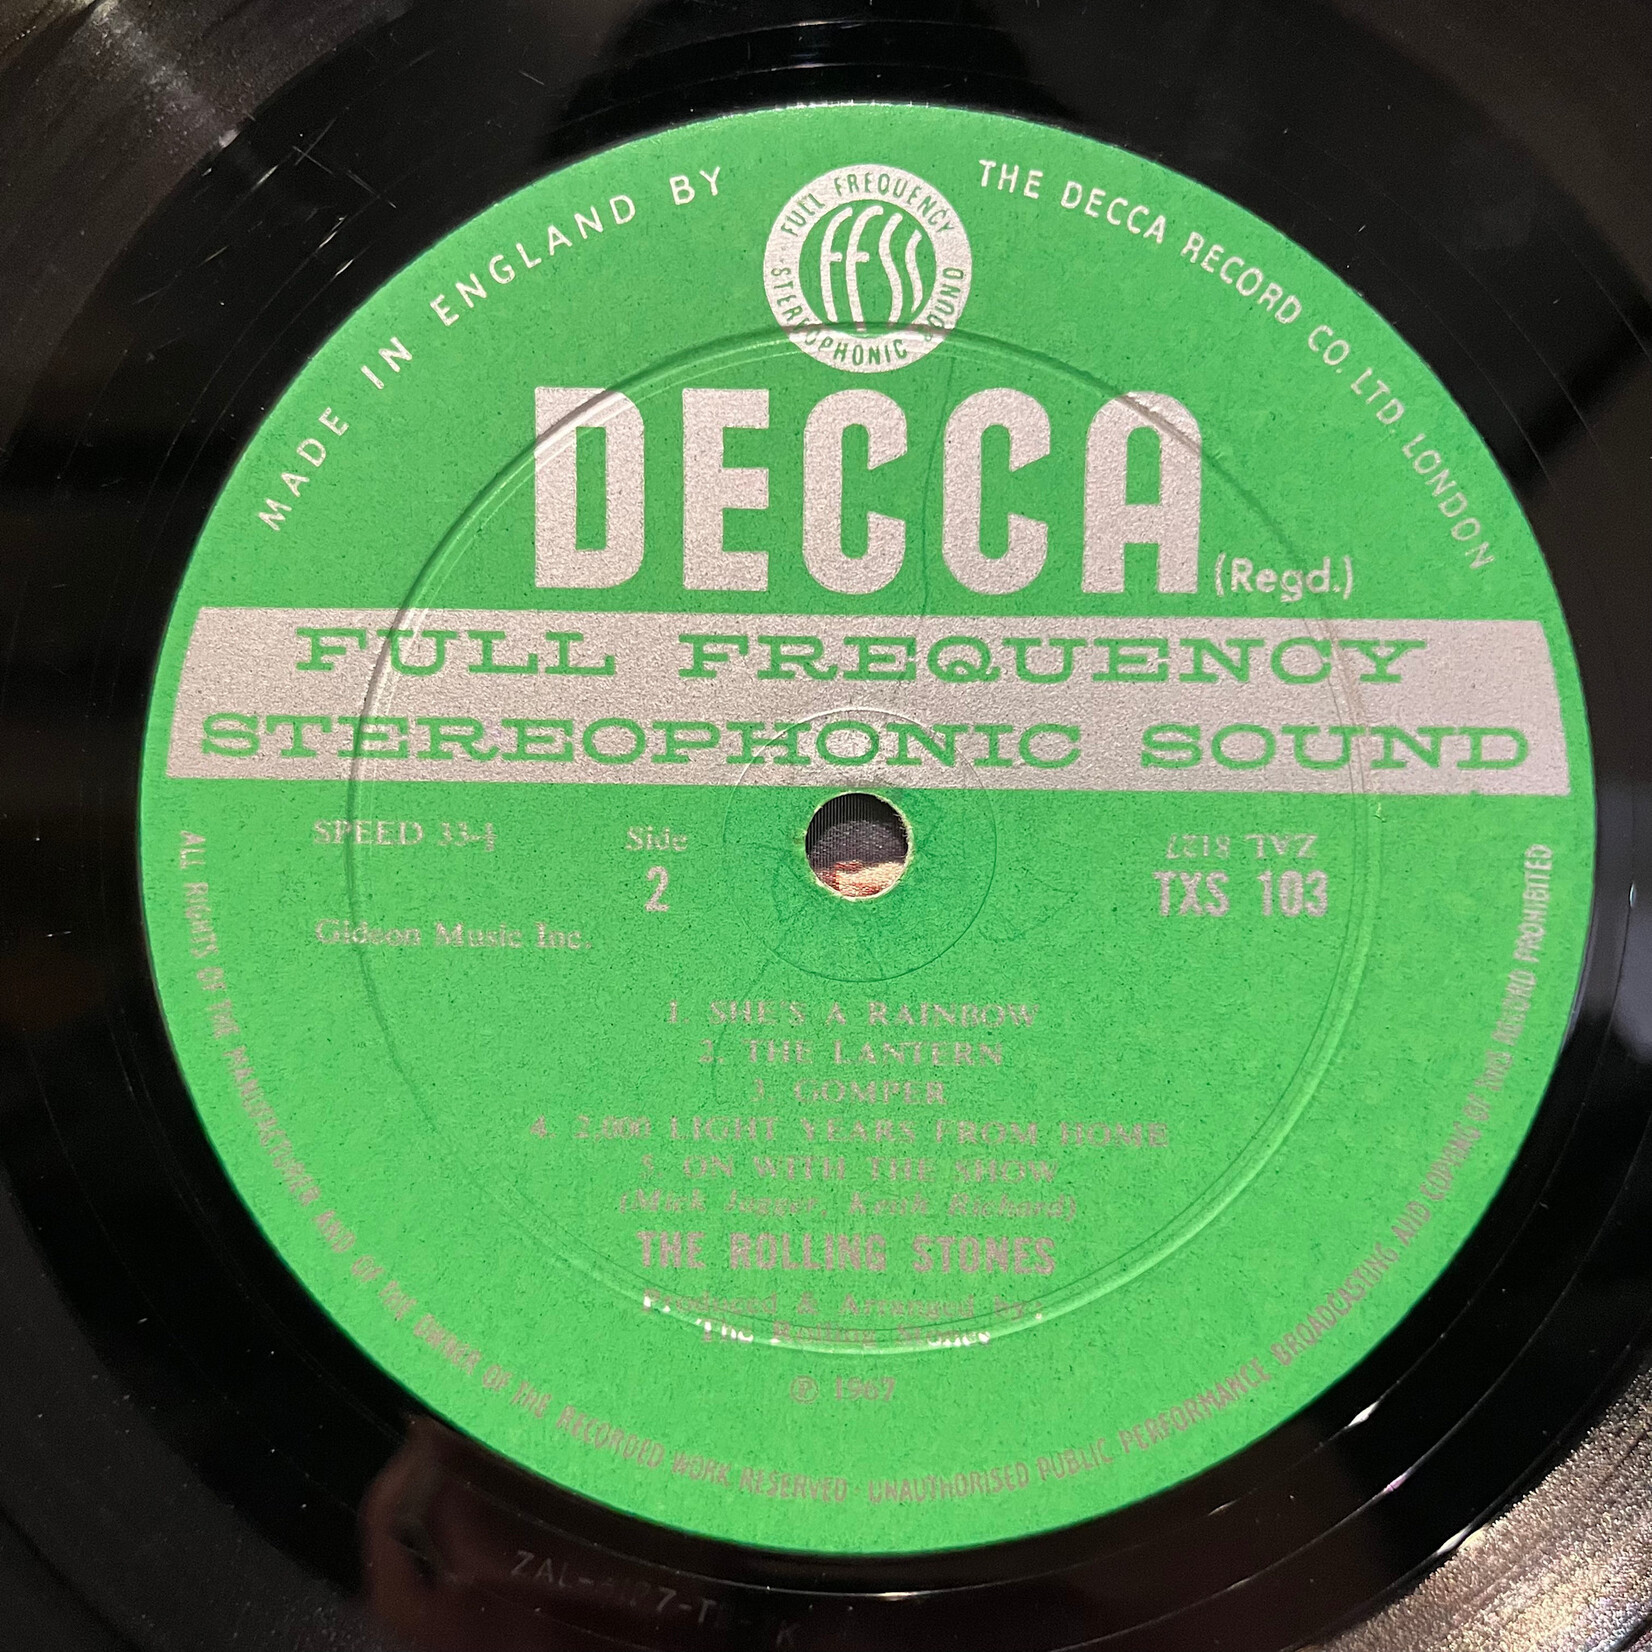 MADE IN ENGLAND BY THE DECCA RECORD CO. LTD. LONDON
FULL FREQUENCY
FFSS
STEREOPHONIC SOUND
DECCA (Regd.)
FULL FREQUENCY
STEREOPHONIC SOUND
SPEED 33-⅓
Side
2
ZAL 8127
TXS 103
Gideon Music Inc.
1. SHE'S A RAINBOW
2. THE LANTERN
3. GOMPER
4. 2,000 LIGHT YEARS FROM HOME
5. ON WITH THE SHOW
(Mick Jagger, Keith Richard)
THE ROLLING STONES
Produced & Arranged by:
The Rolling Stones
℗ 1967
ALL RIGHTS OF THE MANUFACTURER AND OF THE OWNER OF THE RECORDED WORK RESERVED · UNAUTHORISED PUBLIC PERFORMANCE BROADCASTING AND COPYING OF THIS RECORD PROHIBITED